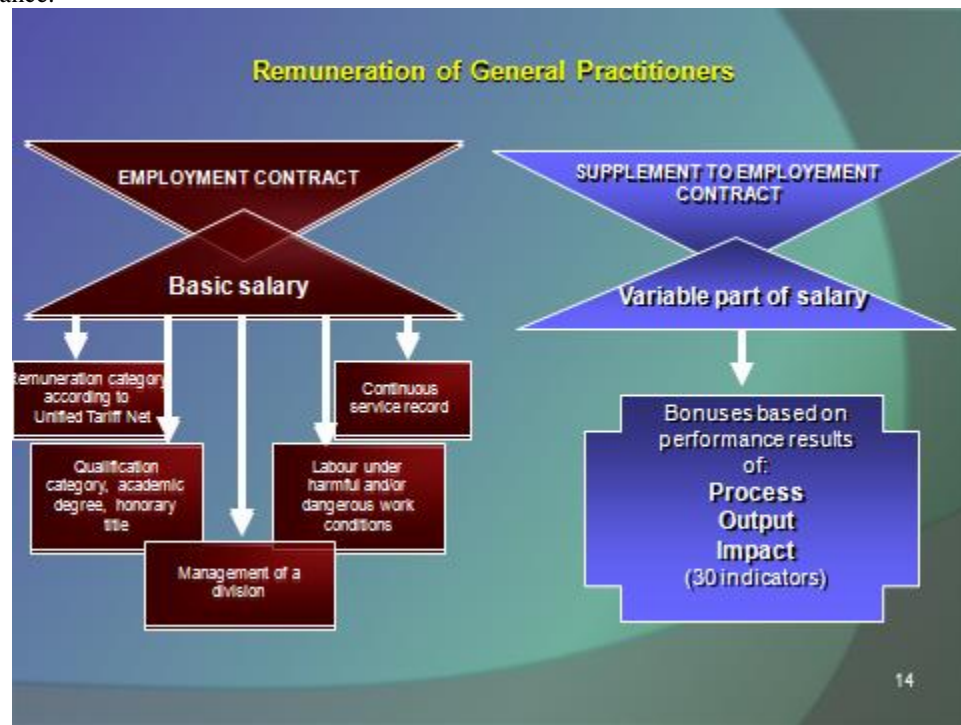 Remuneration of General Practitioners
EMPLOYMENT CONTRACT
Basic salary
Remuneration category
according to
Unified Tariff Net
Qualification
category, academic
degree, honorary
title
Management of a
division
Labour under
harmful and/or
dangerous work
conditions
Continuous
service record
SUPPLEMENT TO EMPLOYEMENT
CONTRACT
Variable part of salary
Bonuses based on
performance results
of:
Process
Output
Impact
(30 indicators)
14